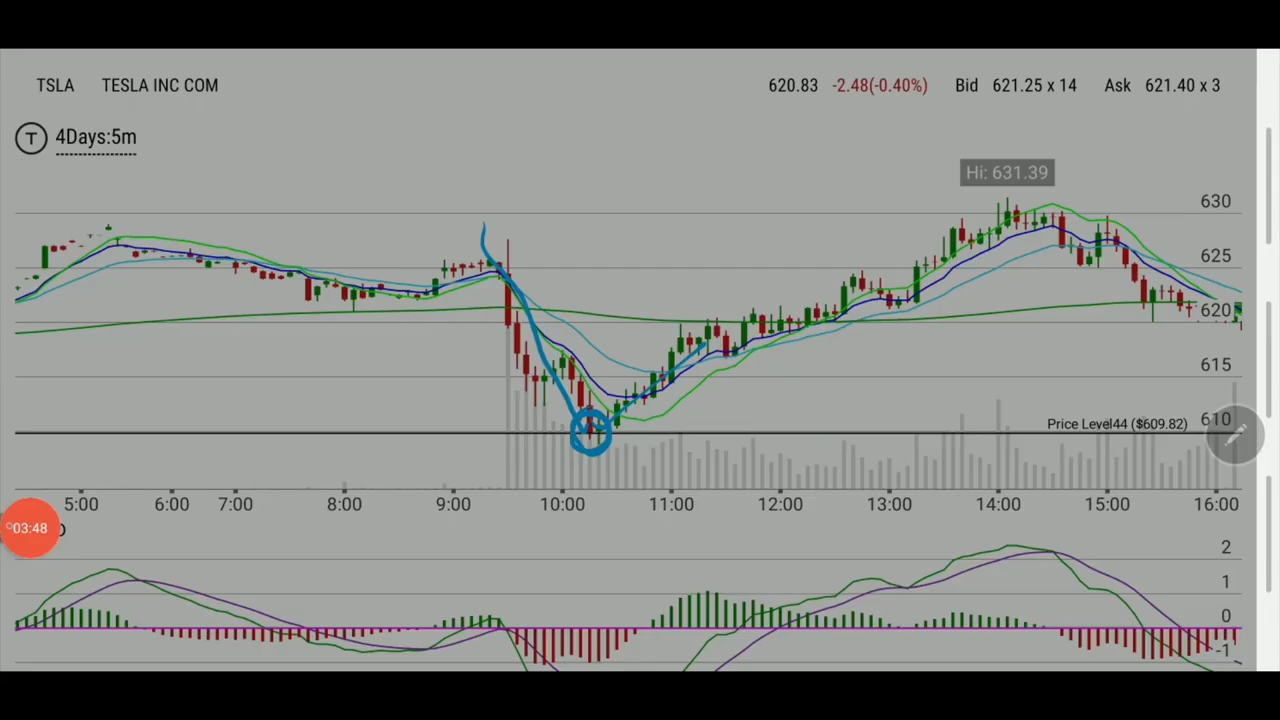 TSLA TESLA INC COM 620.83 -2.48(-0.40%) Bid 621.25 x 14 Ask 621.40 x 3
T 4Days:5m
Hi: 631.39
630
625
620
615
610
Price Level44 ($609.82)
5:00 6:00 7:00 8:00 9:00 10:00 11:00 12:00 13:00 14:00 15:00 16:00
03:48
2
1
0
-1